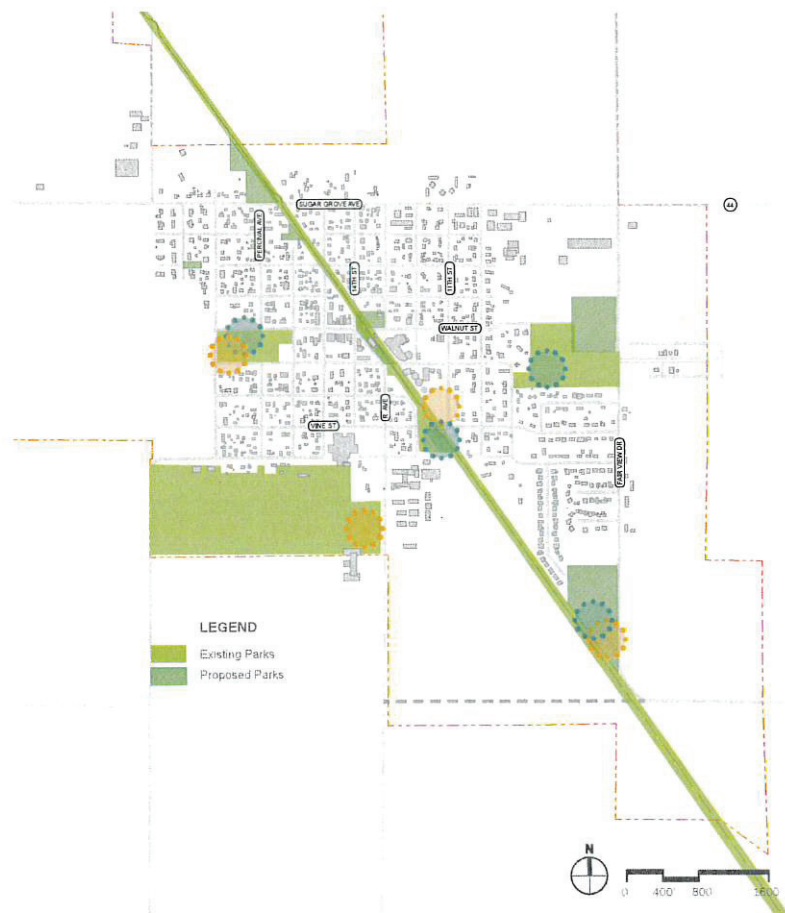 SUGAR GROVE AVE
44
PERCIVAL AVE
14TH ST
11TH ST
WALNUT ST
R AVE
VINE ST
FAIR VIEW DR
LEGEND
Existing Parks
Proposed Parks
N
0 400' 800 1600